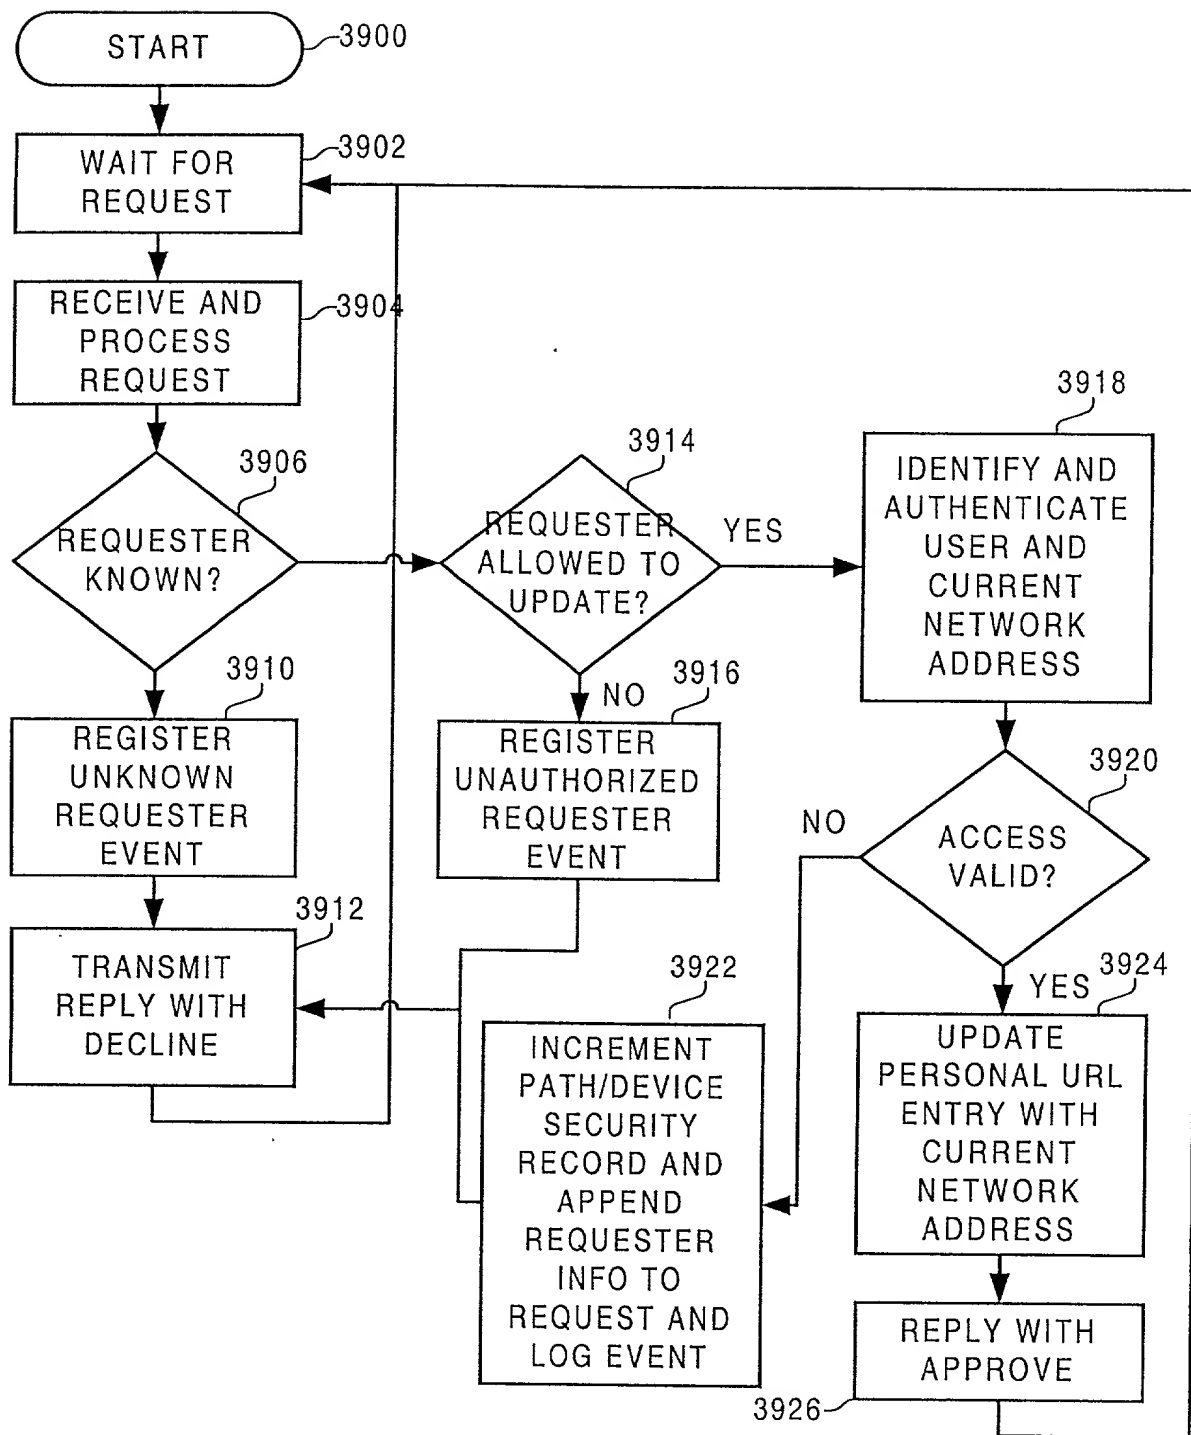 START
3900
WAIT FOR
REQUEST
3902
RECEIVE AND
PROCESS
REQUEST
3904
REQUESTER
KNOWN?
3906
REGISTER
UNKNOWN
REQUESTER
EVENT
3910
TRANSMIT
REPLY WITH
DECLINE
3912
REQUESTER
ALLOWED TO
UPDATE?
3914
YES
NO
REGISTER
UNAUTHORIZED
REQUESTER
EVENT
3916
IDENTIFY AND
AUTHENTICATE
USER AND
CURRENT
NETWORK
ADDRESS
3918
ACCESS
VALID?
3920
NO
YES
INCREMENT
PATH/DEVICE
SECURITY
RECORD AND
APPEND
REQUESTER
INFO TO
REQUEST AND
LOG EVENT
3922
UPDATE
PERSONAL URL
ENTRY WITH
CURRENT
NETWORK
ADDRESS
3924
REPLY WITH
APPROVE
3926